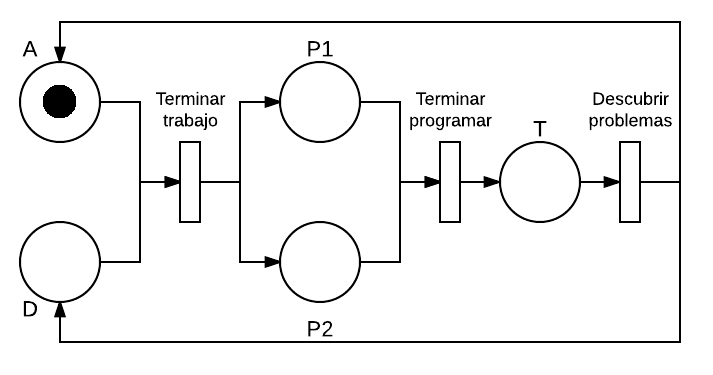 A
P1
Terminar
trabajo
Terminar
programar
Descubrir
problemas
T
D
P2